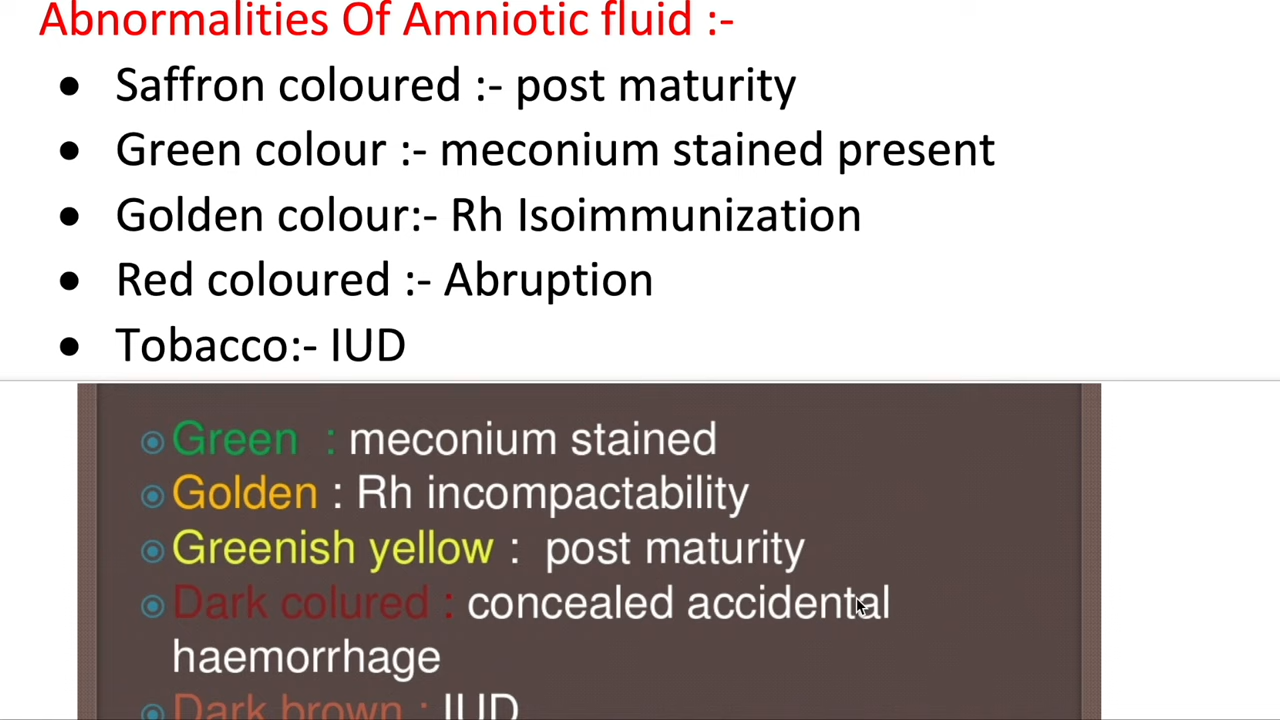 Abnormalities Of Amniotic fluid :-
• Saffron coloured :- post maturity
• Green colour :- meconium stained present
• Golden colour:- Rh Isoimmunization
• Red coloured :- Abruption
• Tobacco:- IUD
Green : meconium stained
Golden : Rh incompactability
Greenish yellow : post maturity
Dark colured : concealed accidental
haemorrhage
Dark brown : IUD